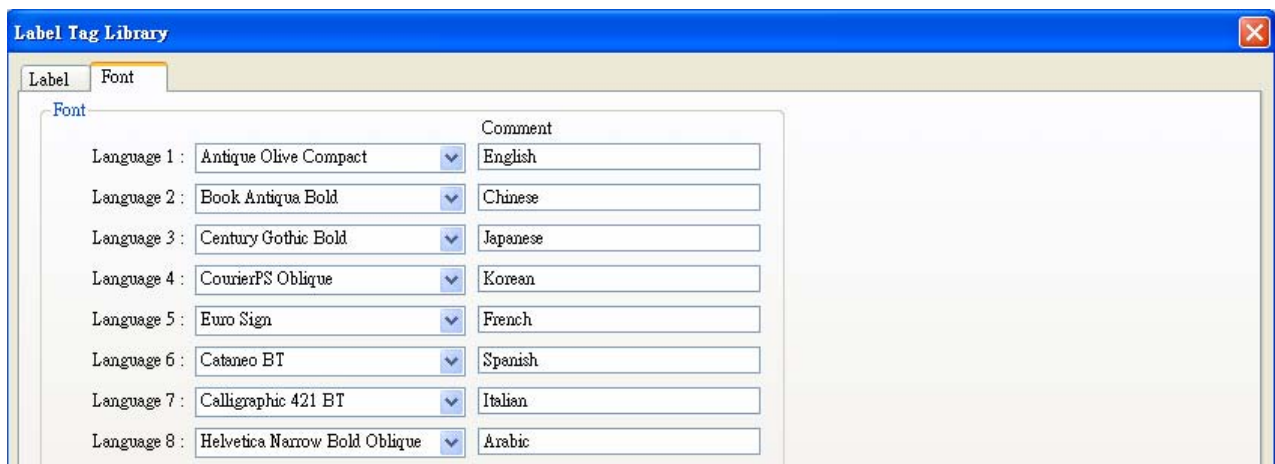 Label Tag Library
Label Font
Font
Comment
Language 1 : Antique Olive Compact English
Language 2 : Book Antiqua Bold Chinese
Language 3 : Century Gothic Bold Japanese
Language 4 : CourierPS Oblique Korean
Language 5 : Euro Sign French
Language 6 : Cataneo BT Spanish
Language 7 : Calligraphic 421 BT Italian
Language 8 : Helvetica Narrow Bold Oblique Arabic